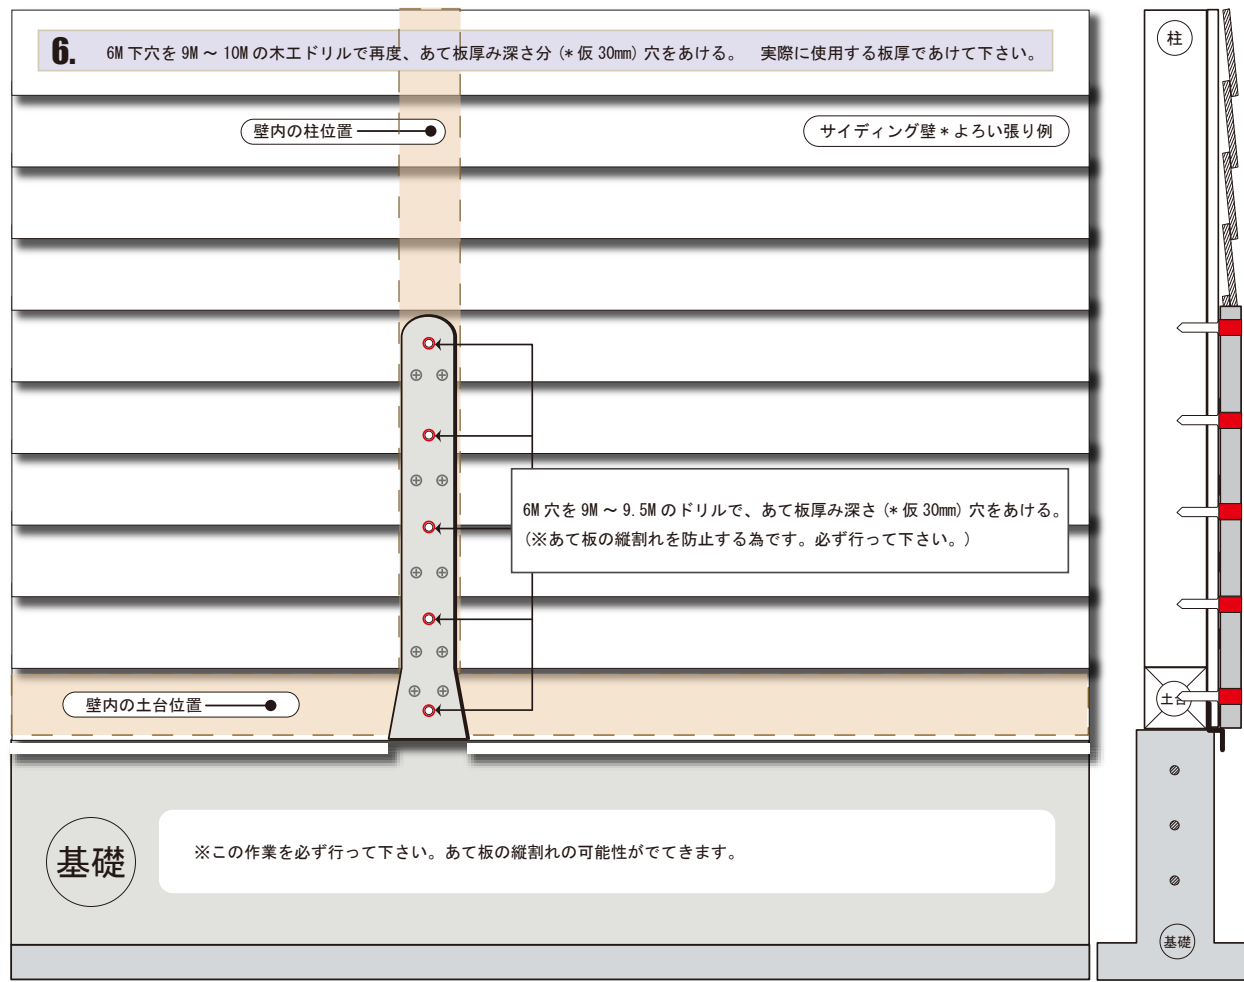 6. 6M 下穴を 9M ～ 10M の木工ドリルで再度、あて板厚み深さ分 (＊仮 30mm) 穴をあける。 実際に使用する板厚であけて下さい。
柱
壁内の柱位置
サイディング壁＊よろい張り例
6M 穴を 9M ～ 9.5M のドリルで、あて板厚み深さ (＊仮 30mm) 穴をあける。
(※あて板の縦割れを防止する為です。必ず行って下さい。)
壁内の土台位置
土台
基礎
※この作業を必ず行って下さい。あて板の縦割れの可能性がでてきます。
基礎